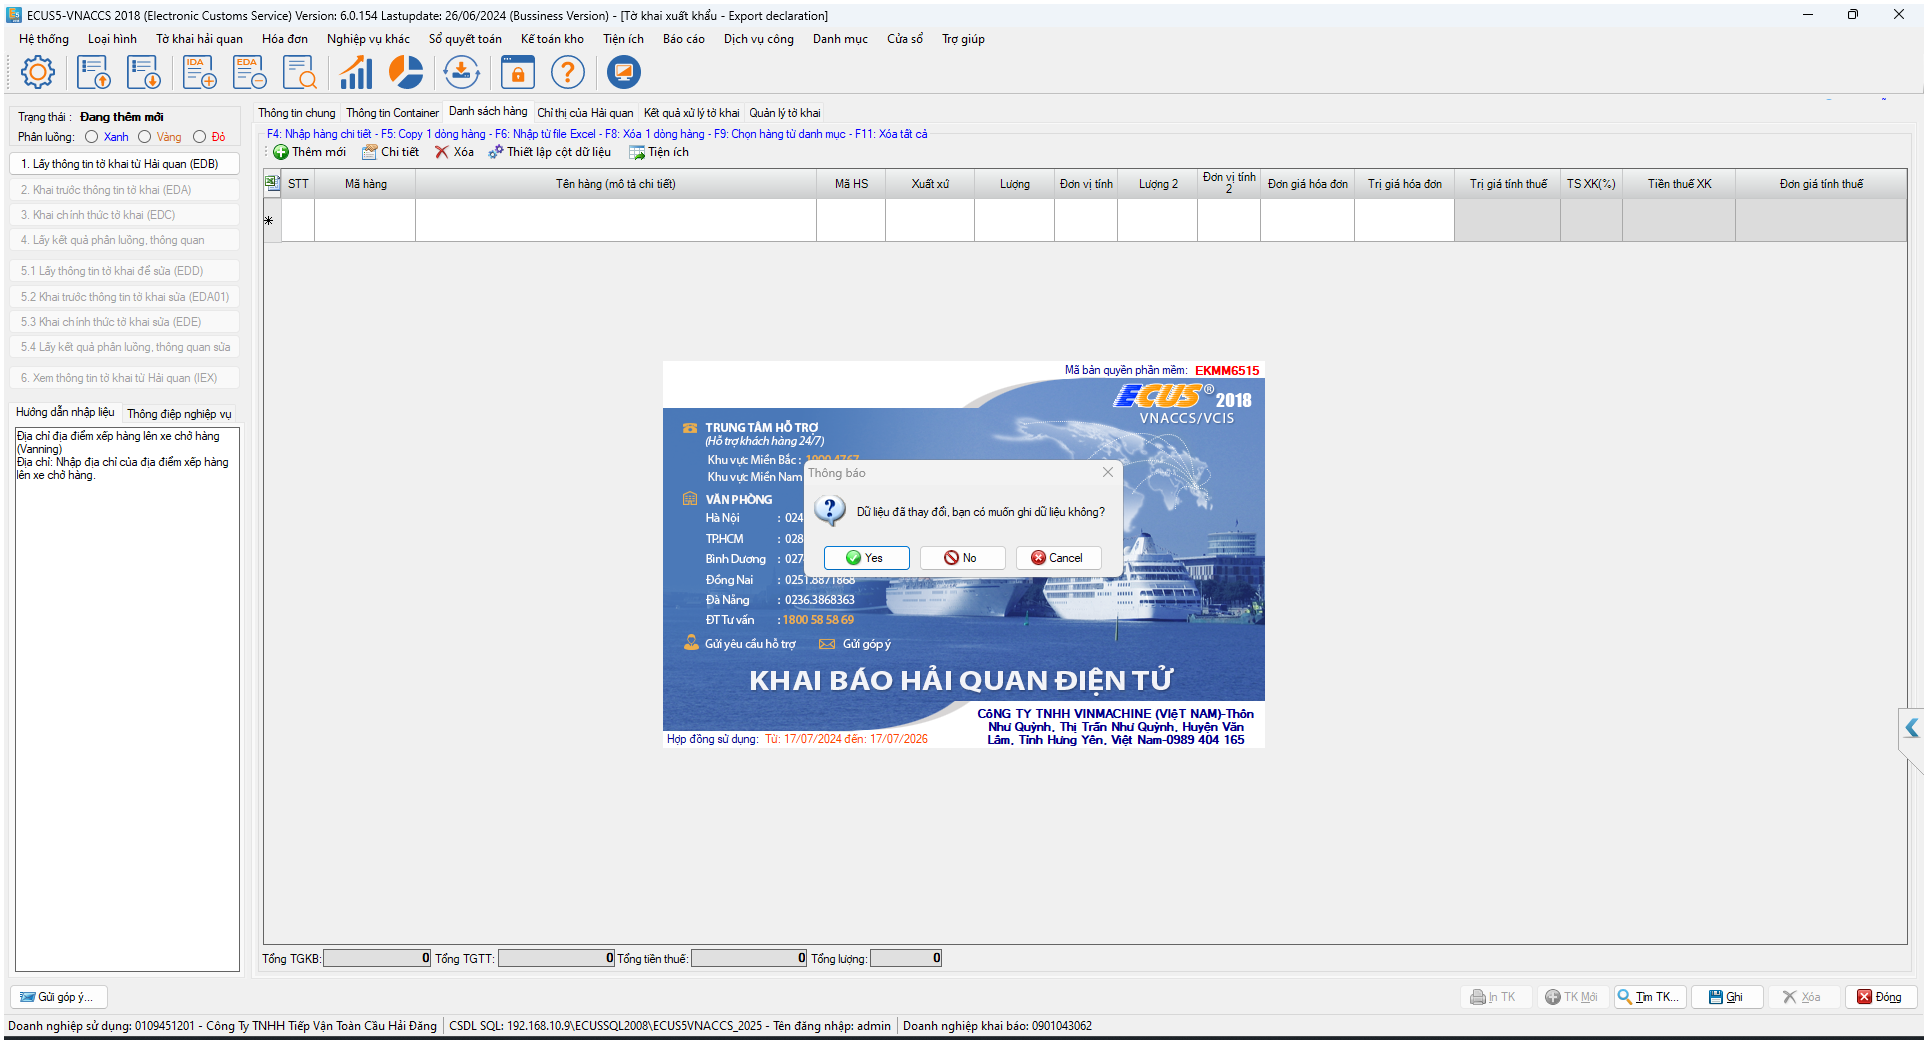 ECUS5-VNACCS 2018 (Electronic Customs Service) Version: 6.0.154 Lastupdate: 26/06/2024 (Bussiness Version) - [Tờ khai xuất khẩu - Export declaration]
Hệ thống Loại hình Tờ khai hải quan Hóa đơn Nghiệp vụ khác Sổ quyết toán Kế toán kho Tiện ích Báo cáo Dịch vụ công Danh mục Cửa sổ Trợ giúp
IDA EDA
Trạng thái : Đang thêm mới
Phân luồng: Xanh Vàng Đỏ
1. Lấy thông tin tờ khai từ Hải quan (EDB)
2. Khai trước thông tin tờ khai (EDA)
3. Khai chính thức tờ khai (EDC)
4. Lấy kết quả phân luồng, thông quan
5.1 Lấy thông tin tờ khai để sửa (EDD)
5.2 Khai trước thông tin tờ khai sửa (EDA01)
5.3 Khai chính thức tờ khai sửa (EDE)
5.4 Lấy kết quả phân luồng, thông quan sửa
6. Xem thông tin tờ khai từ Hải quan (IEX)
Hướng dẫn nhập liệu Thông điệp nghiệp vụ
Địa chỉ địa điểm xếp hàng lên xe chở hàng
(Vanning)
Địa chỉ: Nhập địa chỉ của địa điểm xếp hàng
lên xe chở hàng.
Thông tin chung Thông tin Container Danh sách hàng Chỉ thị của Hải quan Kết quả xử lý tờ khai Quản lý tờ khai
F4: Nhập hàng chi tiết - F5: Copy 1 dòng hàng - F6: Nhập từ file Excel - F8: Xóa 1 dòng hàng - F9: Chọn hàng từ danh mục - F11: Xóa tất cả
Thêm mới Chi tiết Xóa Thiết lập cột dữ liệu Tiện ích
STT Mã hàng Tên hàng (mô tả chi tiết) Mã HS Xuất xứ Lượng Đơn vị tính Lượng 2 Đơn vị tính 2 Đơn giá hóa đơn Trị giá hóa đơn Trị giá tính thuế TS XK(%) Tiền thuế XK Đơn giá tính thuế
Mã bản quyền phần mềm: EKMM6515
ECUS® 2018
VNACCS/VCIS
TRUNG TÂM HỖ TRỢ
(Hỗ trợ khách hàng 24/7)
Khu vực Miền Bắc : 1900 4767
Khu vực Miền Nam
VĂN PHÒNG
Hà Nội : 024
TP.HCM : 028
Bình Dương : 027
Đồng Nai : 0251.8871868
Đà Nẵng : 0236.3868363
ĐT Tư vấn : 1800 58 58 69
Gửi yêu cầu hỗ trợ Gửi góp ý
Thông báo
Dữ liệu đã thay đổi, bạn có muốn ghi dữ liệu không?
Yes No Cancel
KHAI BÁO HẢI QUAN ĐIỆN TỬ
CôNG TY TNHH VINMACHINE (VIệT NAM)-Thôn
Như Quỳnh, Thị Trấn Như Quỳnh, Huyện Văn
Lâm, Tỉnh Hưng Yên, Việt Nam-0989 404 165
Hợp đồng sử dụng: Từ: 17/07/2024 đến: 17/07/2026
Tổng TGKB: 0 Tổng TGTT: 0 Tổng tiền thuế: 0 Tổng lượng: 0
Gửi góp ý... In TK TK Mới Tìm TK... Ghi Xóa Đóng
Doanh nghiệp sử dụng: 0109451201 - Công Ty TNHH Tiếp Vận Toàn Cầu Hải Đăng CSDL SQL: 192.168.10.9\ECUSSQL2008\ECUS5VNACCS_2025 - Tên đăng nhập: admin Doanh nghiệp khai báo: 0901043062